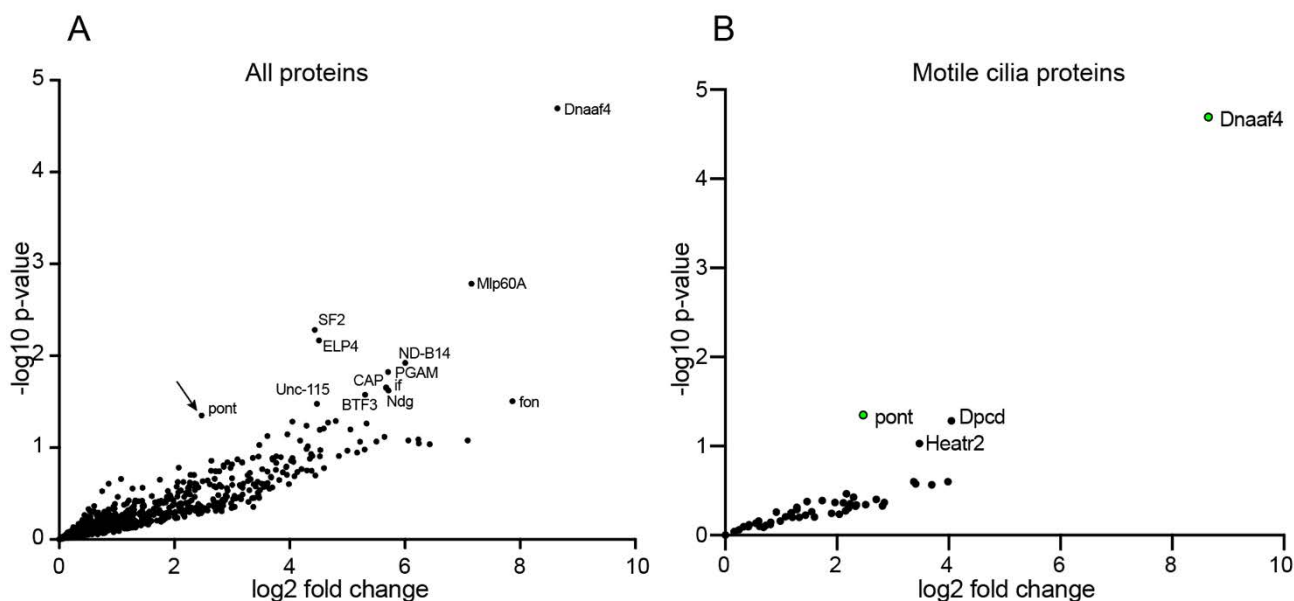 A
All proteins
5
4
3
2
1
0
-log10 p-value
Dnaaf4
Mlp60A
SF2
ELP4
ND-B14
PGAM
CAP
if
Ndg
Unc-115
BTF3
fon
pont
0
2
4
6
8
10
log2 fold change
B
Motile cilia proteins
5
4
3
2
1
0
-log10 p-value
Dnaaf4
pont
Dpcd
Heatr2
0
2
4
6
8
10
log2 fold change